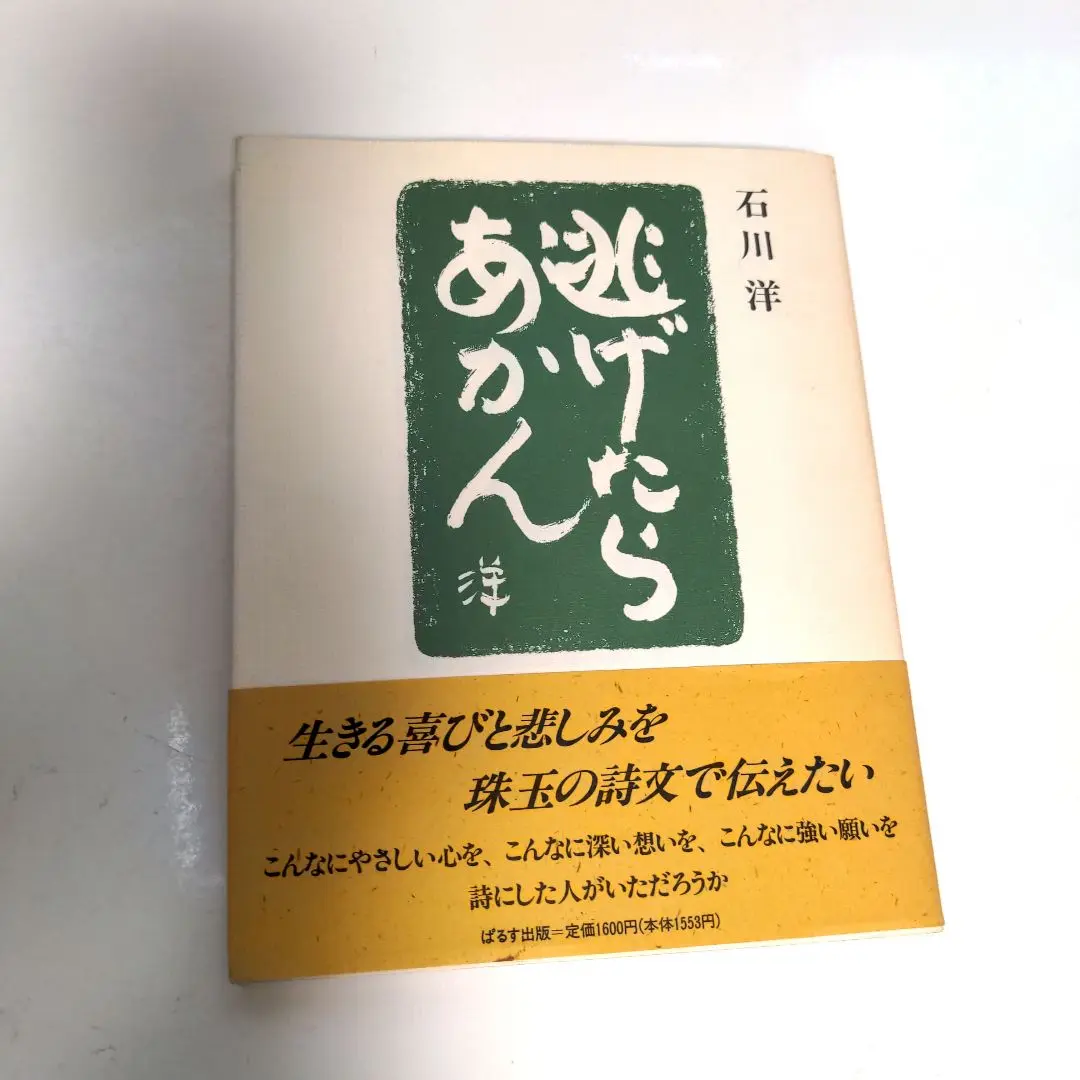 石川 洋
逃げたら
あかん
洋
生きる喜びと悲しみを
珠玉の詩文で伝えたい
こんなにやさしい心を、こんなに深い想いを、こんなに強い願いを
詩にした人がいただろうか
ぱるす出版=定価1600円(本体1553円)